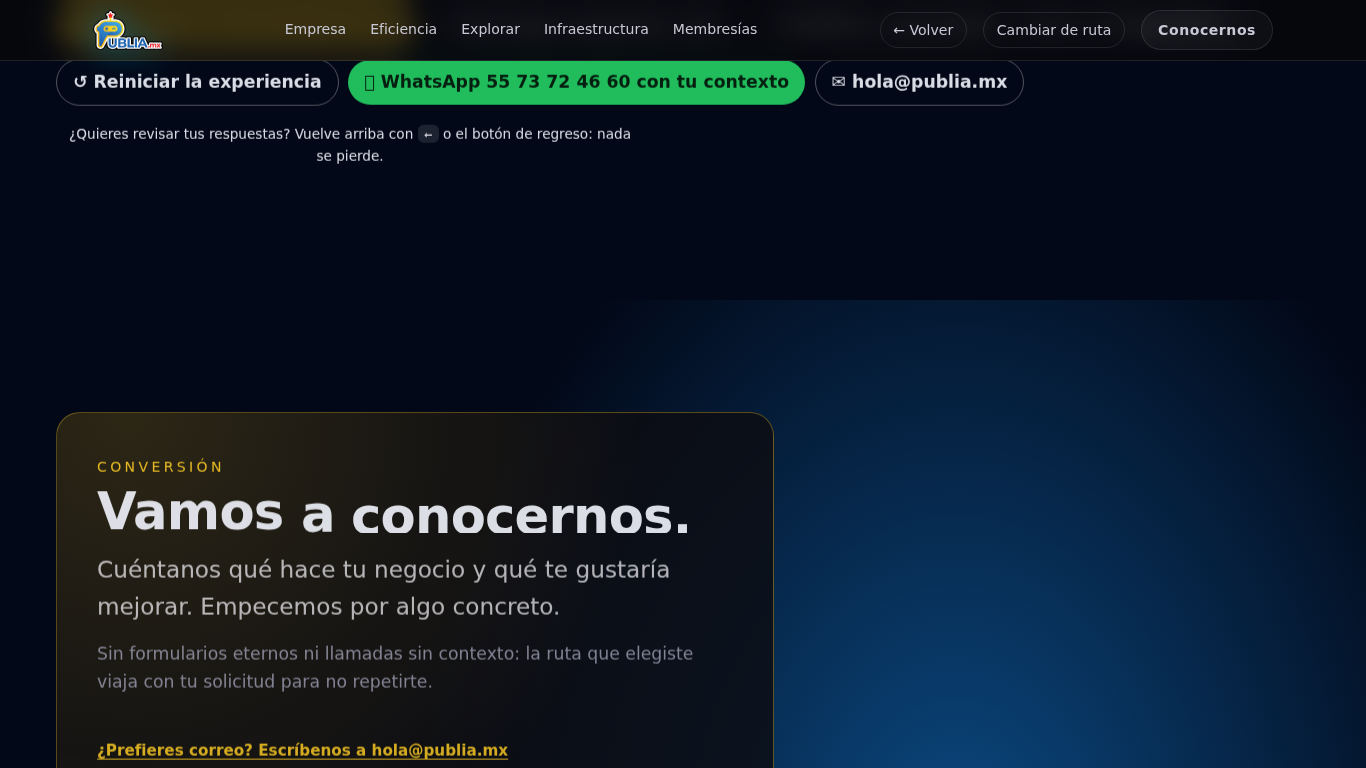 PUBLIA.mx
Empresa
Eficiencia
Explorar
Infraestructura
Membresías
← Volver
Cambiar de ruta
Conocernos
↺ Reiniciar la experiencia
WhatsApp 55 73 72 46 60 con tu contexto
✉ hola@publia.mx
¿Quieres revisar tus respuestas? Vuelve arriba con ← o el botón de regreso: nada
se pierde.
CONVERSIÓN
Vamos a conocernos.
Cuéntanos qué hace tu negocio y qué te gustaría
mejorar. Empecemos por algo concreto.
Sin formularios eternos ni llamadas sin contexto: la ruta que elegiste
viaja con tu solicitud para no repetirte.
¿Prefieres correo? Escríbenos a hola@publia.mx